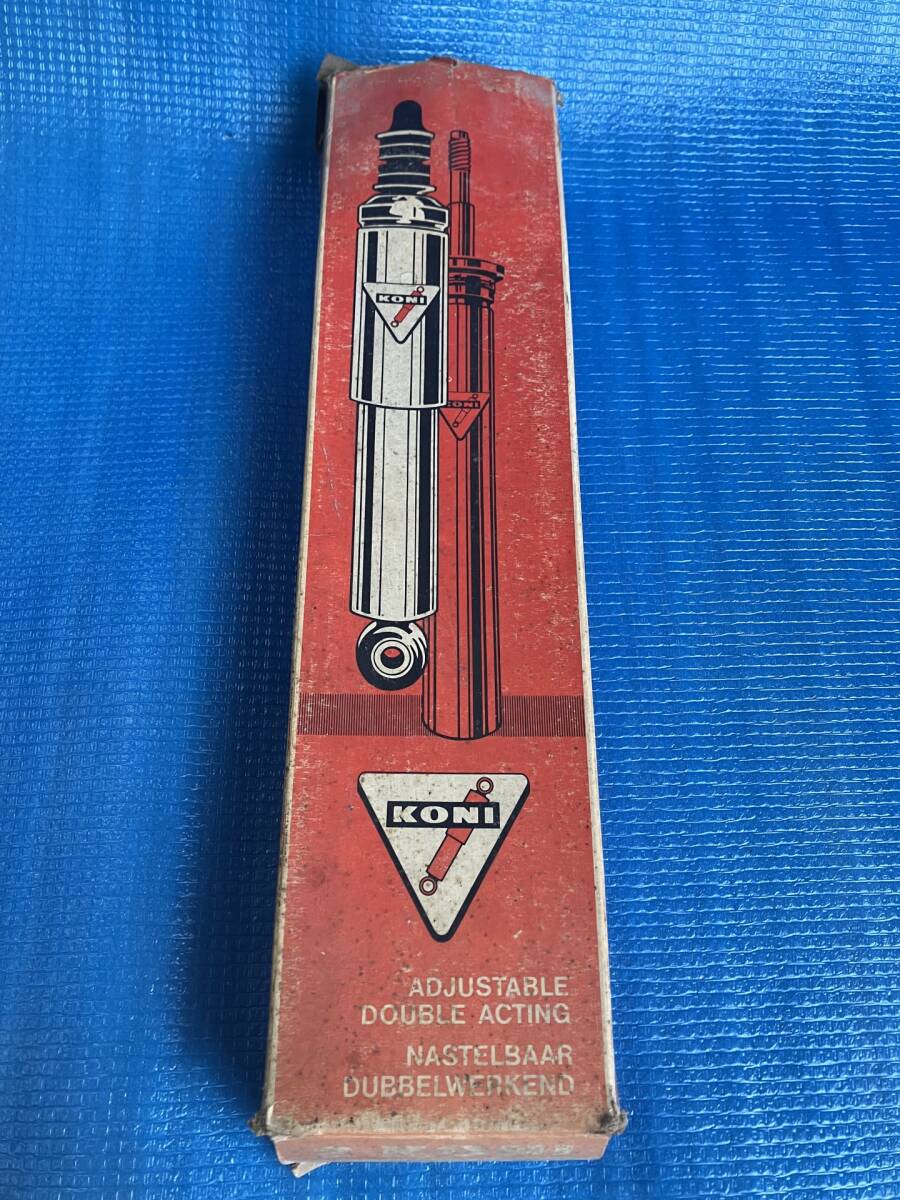 KONI
KONI
KONI
ADJUSTABLE
DOUBLE ACTING
NASTELBAAR
DUBBELWERKEND